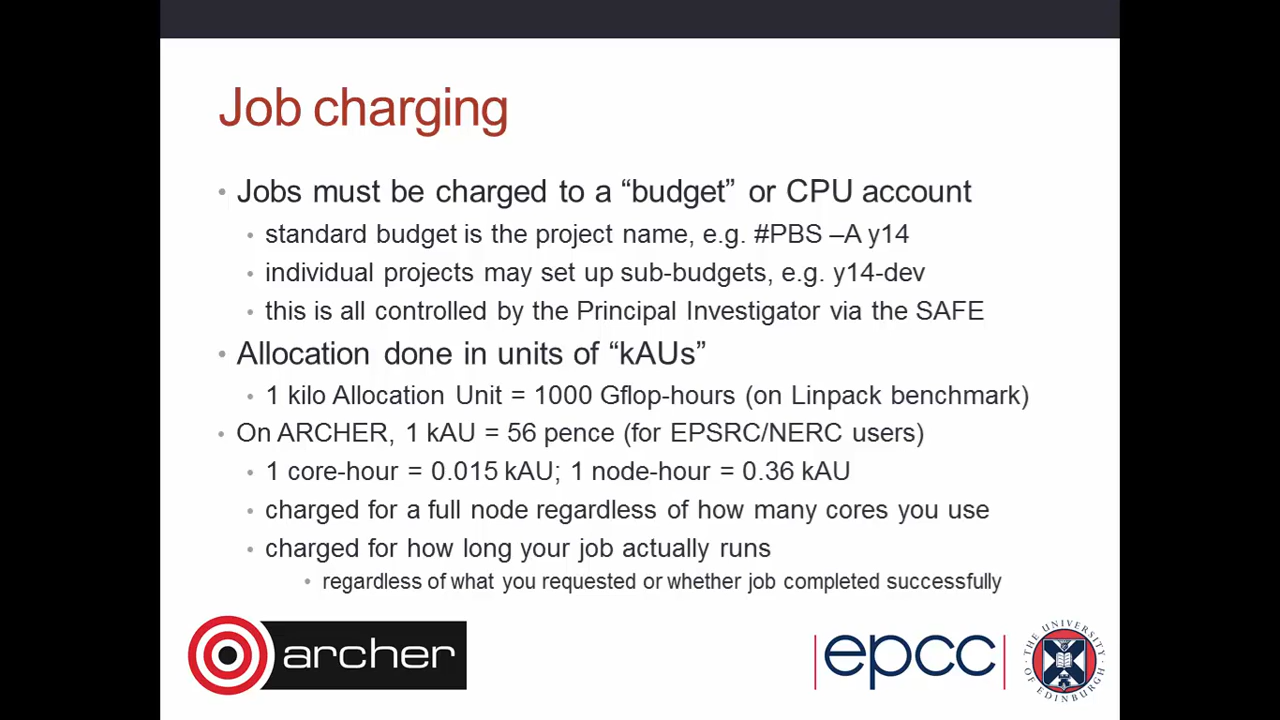 Job charging
• Jobs must be charged to a “budget” or CPU account
• standard budget is the project name, e.g. #PBS –A y14
• individual projects may set up sub-budgets, e.g. y14-dev
• this is all controlled by the Principal Investigator via the SAFE
• Allocation done in units of “kAUs”
• 1 kilo Allocation Unit = 1000 Gflop-hours (on Linpack benchmark)
• On ARCHER, 1 kAU = 56 pence (for EPSRC/NERC users)
• 1 core-hour = 0.015 kAU; 1 node-hour = 0.36 kAU
• charged for a full node regardless of how many cores you use
• charged for how long your job actually runs
• regardless of what you requested or whether job completed successfully
archer
epcc
THE UNIVERSITY OF EDINBURGH